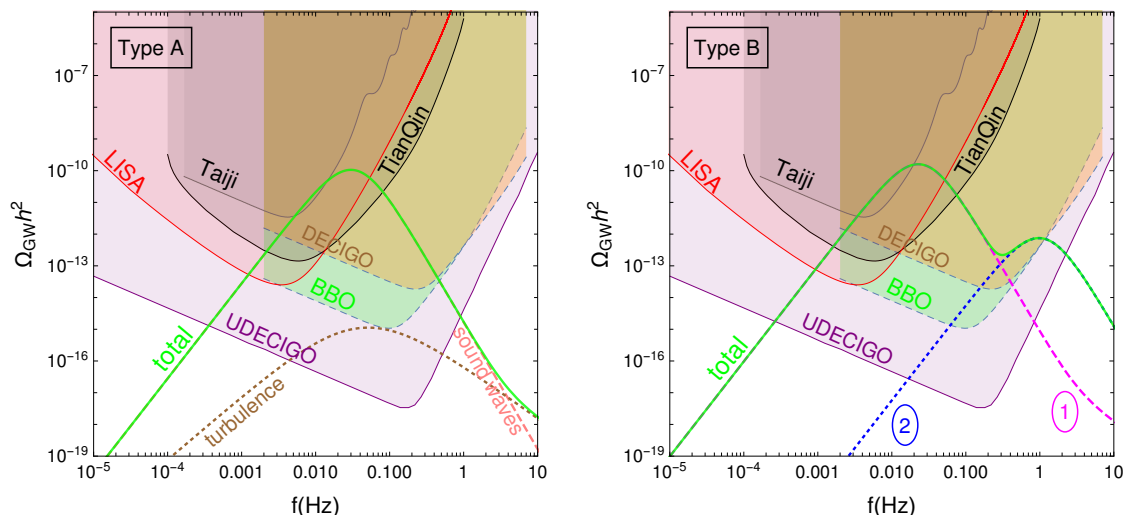 Type A
10⁻⁷
10⁻¹⁰
10⁻¹³
10⁻¹⁶
10⁻¹⁹
Ω_GW h²
LISA
Taiji
TianQin
DECIGO
BBO
UDECIGO
total
turbulence
sound waves
10⁻⁵
10⁻⁴
0.001
0.010
0.100
1
10
f(Hz)
Type B
10⁻⁷
10⁻¹⁰
10⁻¹³
10⁻¹⁶
10⁻¹⁹
Ω_GW h²
LISA
Taiji
TianQin
DECIGO
BBO
UDECIGO
total
2
1
10⁻⁵
10⁻⁴
0.001
0.010
0.100
1
10
f(Hz)